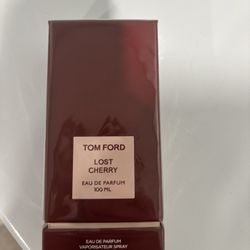 TOM FORD
LOST
CHERRY
EAU DE PARFUM
100 ML
EAU DE PARFUM
VAPORISATEUR SPRAY